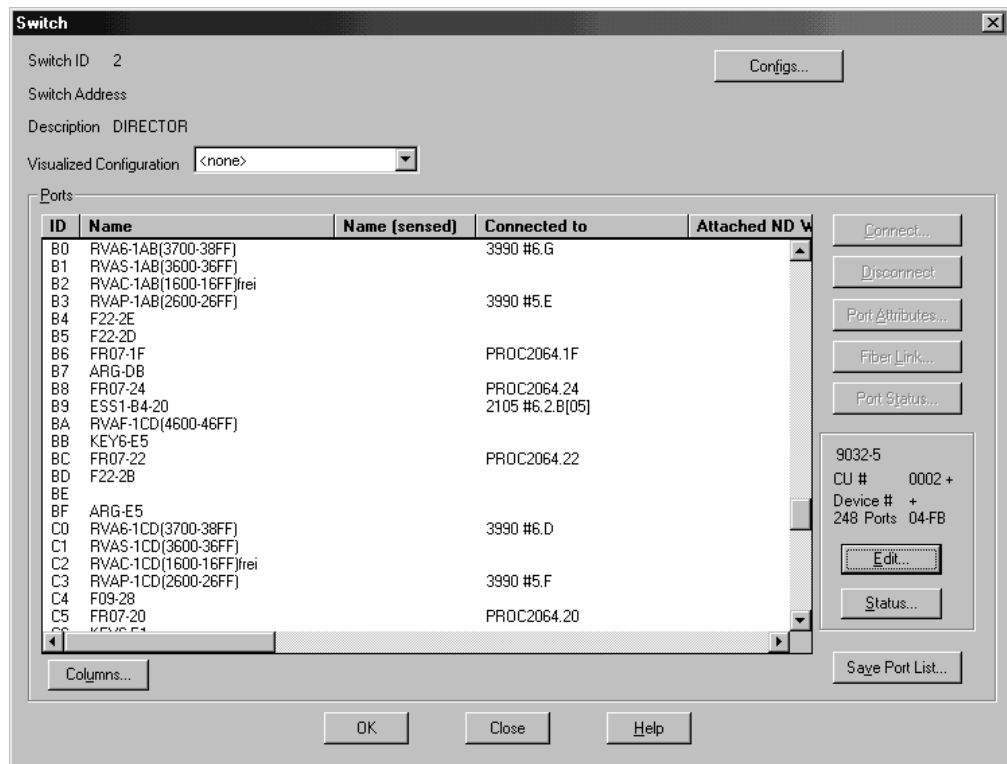 Switch
Switch ID 2
Configs...
Switch Address
Description DIRECTOR
Visualized Configuration <none>
Ports
ID Name Name (sensed) Connected to Attached ND W
B0 RVA6-1AB(3700-38FF) 3990 #6.G
B1 RVAS-1AB(3600-36FF)
B2 RVAC-1AB(1600-16FF)frei
B3 RVAP-1AB(2600-26FF) 3990 #5.E
B4 F22-2E
B5 F22-2D
B6 FR07-1F PROC2064.1F
B7 ARG-DB
B8 FR07-24 PROC2064.24
B9 ESS1-B4-20 2105 #6.2.B[05]
BA RVAF-1CD(4600-46FF)
BB KEY6-E5
BC FR07-22 PROC2064.22
BD F22-2B
BE
BF ARG-E5
C0 RVA6-1CD(3700-38FF) 3990 #6.D
C1 RVAS-1CD(3600-36FF)
C2 RVAC-1CD(1600-16FF)frei
C3 RVAP-1CD(2600-26FF) 3990 #5.F
C4 F09-28
C5 FR07-20 PROC2064.20
Connect...
Disconnect
Port Attributes...
Fiber Link...
Port Status...
9032-5
CU # 0002 +
Device # +
248 Ports 04-FB
Edit...
Status...
Columns...
Save Port List...
OK
Close
Help